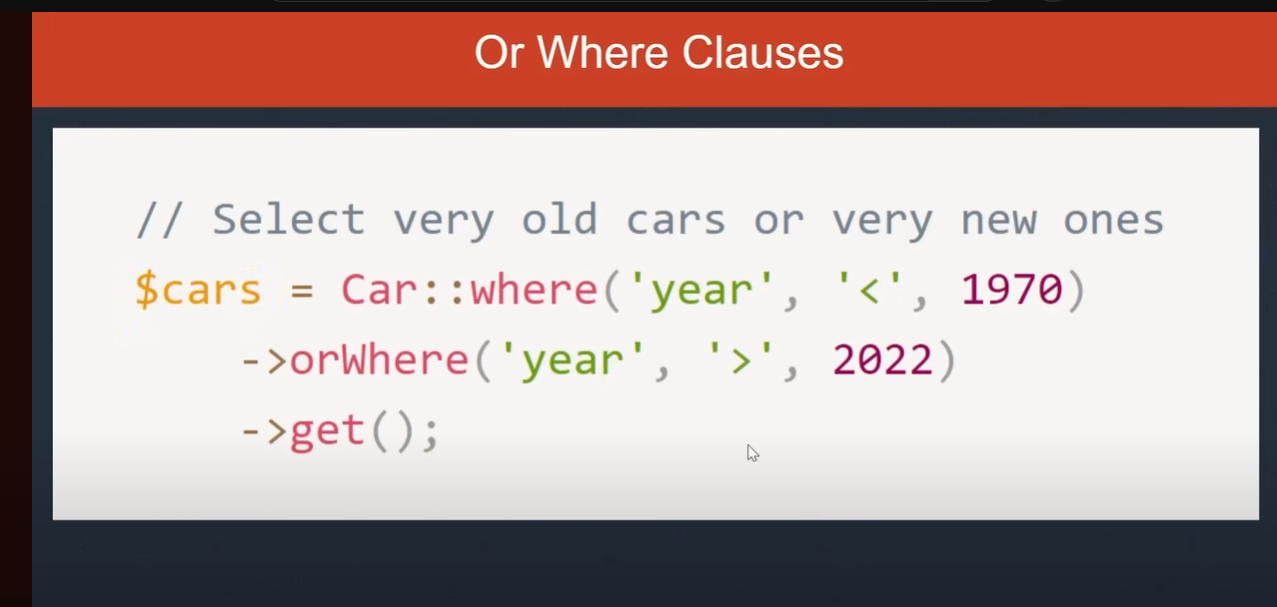 Or Where Clauses
// Select very old cars or very new ones
$cars = Car::where('year', '<', 1970)
    ->orWhere('year', '>', 2022)
    ->get();